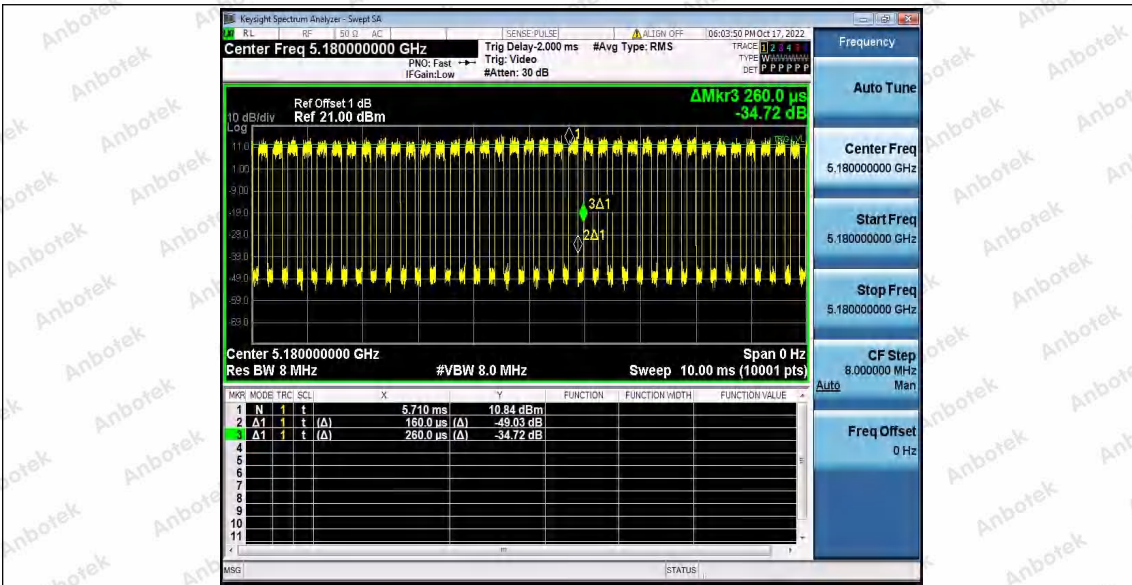 Keysight Spectrum Analyzer - Swept SA
RL RF 50 Ω AC SENSE:PULSE ALIGN OFF 06:03:50 PM Oct 17, 2022
Center Freq 5.180000000 GHz Trig Delay-2.000 ms #Avg Type: RMS TRACE 1 2 3 4 5 6
PNO: Fast Trig: Video TYPE WWWWWW
IFGain:Low #Atten: 30 dB DET P P P P P P
Frequency
Auto Tune
Center Freq
5.180000000 GHz
Start Freq
5.180000000 GHz
Stop Freq
5.180000000 GHz
CF Step
8.000000 MHz
Auto Man
Freq Offset
0 Hz
ΔMkr3 260.0 µs
-34.72 dB
Ref Offset 1 dB
10 dB/div Ref 21.00 dBm
Log
11.0
1.00
-9.00
-19.0
-29.0
-39.0
-49.0
-59.0
-69.0
1
TRIG LVL
3Δ1
2Δ1
Center 5.180000000 GHz Span 0 Hz
Res BW 8 MHz #VBW 8.0 MHz Sweep 10.00 ms (10001 pts)
MKR MODE TRC SCL X Y FUNCTION FUNCTION WIDTH FUNCTION VALUE
1 N 1 t 5.710 ms 10.84 dBm
2 Δ1 1 t (Δ) 160.0 µs (Δ) -49.03 dB
3 Δ1 1 t (Δ) 260.0 µs (Δ) -34.72 dB
4
5
6
7
8
9
10
11
MSG STATUS
Anbotek